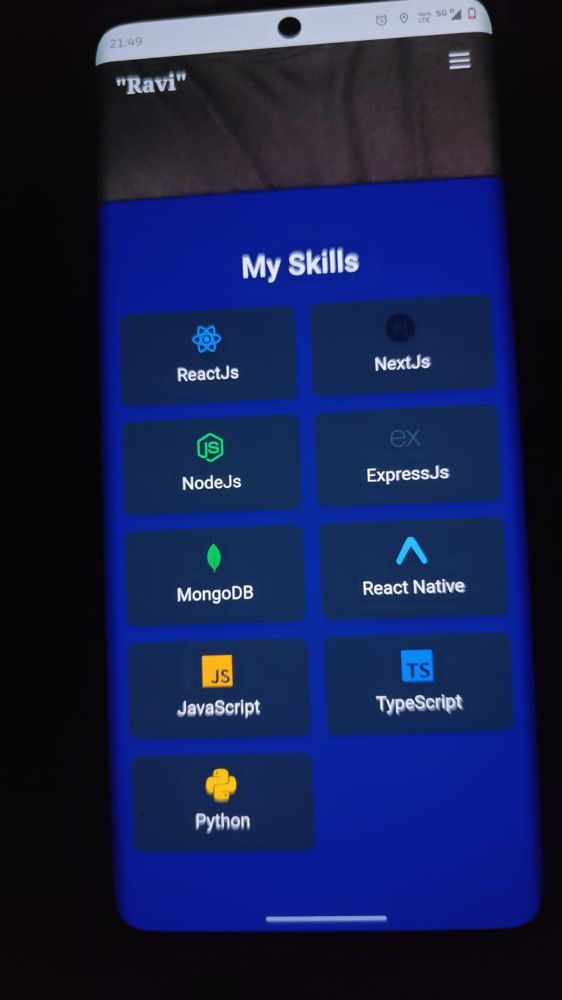 21:49
5G
"Ravi"
My Skills
ReactJs
NextJs
NodeJs
JS
ex
ExpressJs
MongoDB
React Native
JS
TS
JavaScript
TypeScript
Python